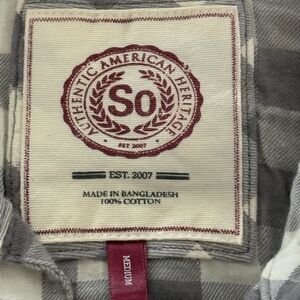 AUTHENTIC AMERICAN HERITAGE
So
EST 2007
EST. 2007
MADE IN BANGLADESH
100% COTTON
MEDIUM